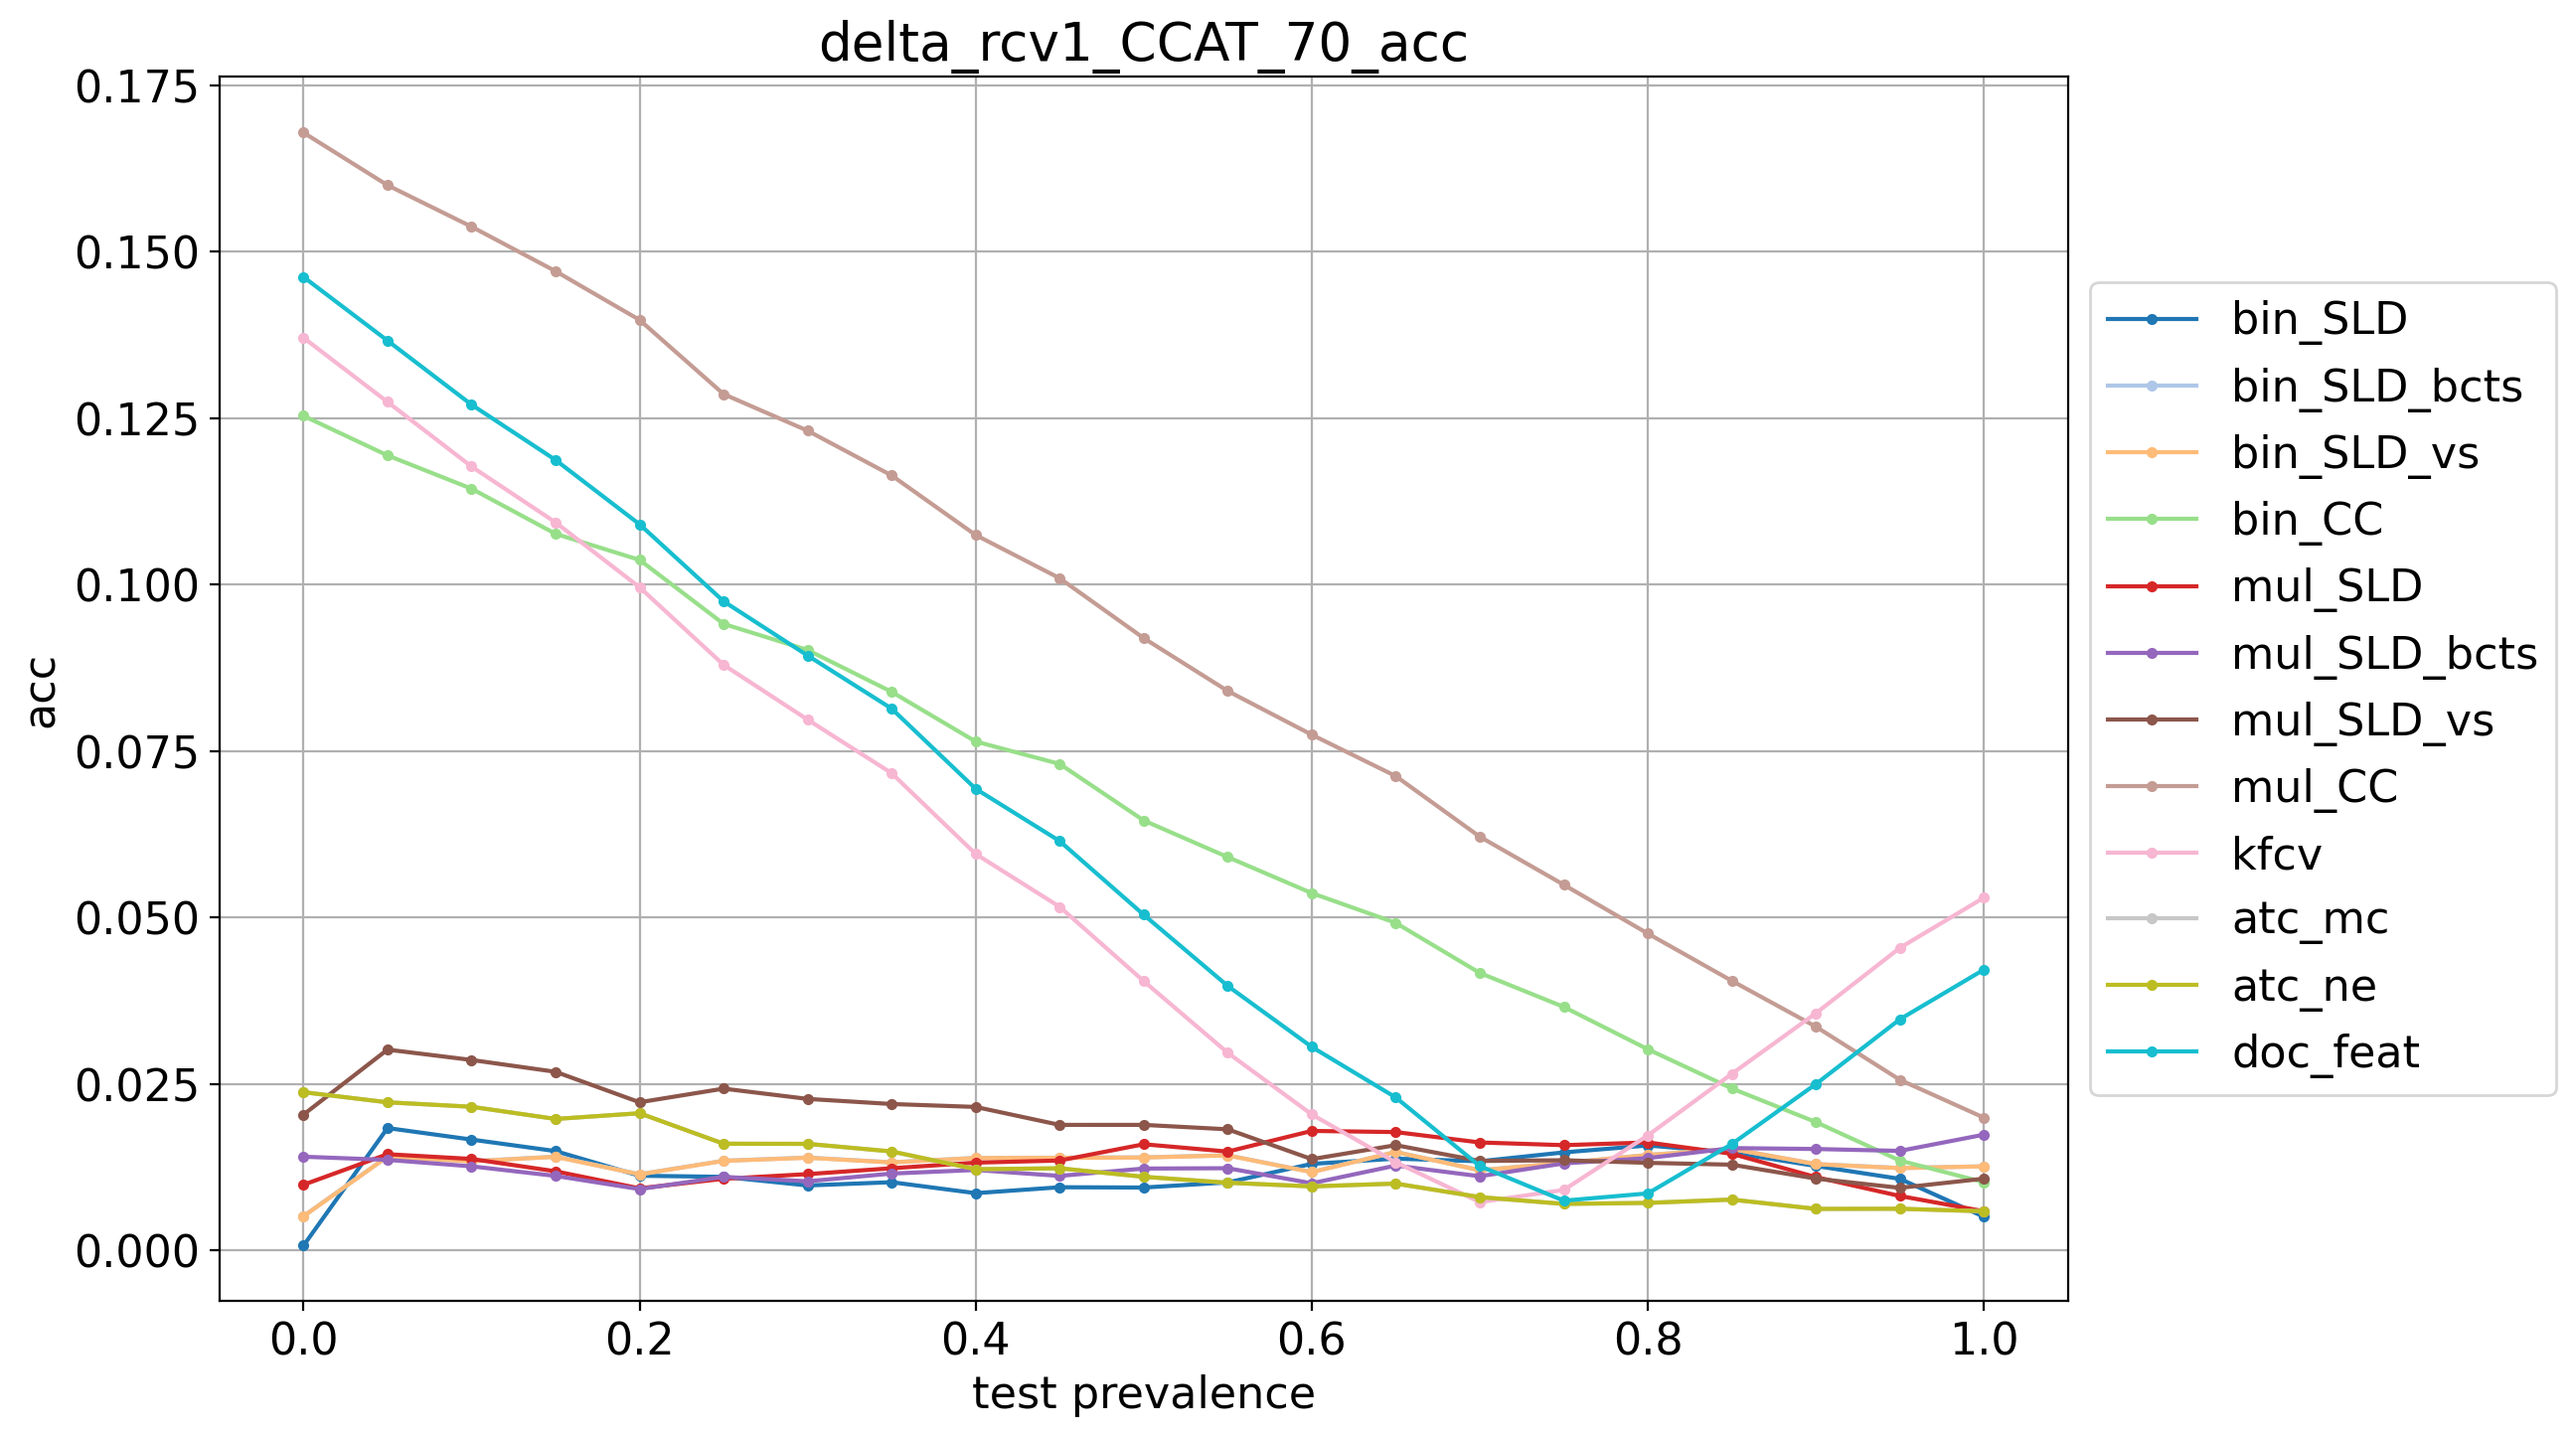 delta_rcv1_CCAT_70_acc
0.175
0.150
0.125
0.100
0.075
0.050
0.025
0.000
acc
0.0 0.2 0.4 0.6 0.8 1.0
test prevalence
bin_SLD
bin_SLD_bcts
bin_SLD_vs
bin_CC
mul_SLD
mul_SLD_bcts
mul_SLD_vs
mul_CC
kfcv
atc_mc
atc_ne
doc_feat